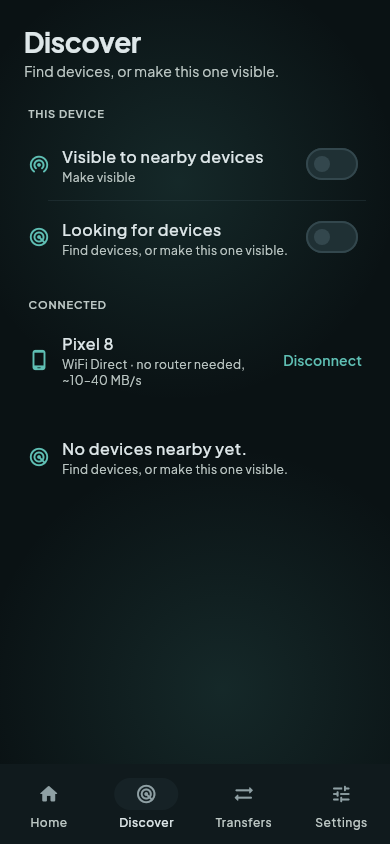 Discover
Find devices, or make this one visible.
THIS DEVICE
Visible to nearby devices
Make visible
Looking for devices
Find devices, or make this one visible.
CONNECTED
Pixel 8
WiFi Direct · no router needed,
~10–40 MB/s
Disconnect
No devices nearby yet.
Find devices, or make this one visible.
Home
Discover
Transfers
Settings